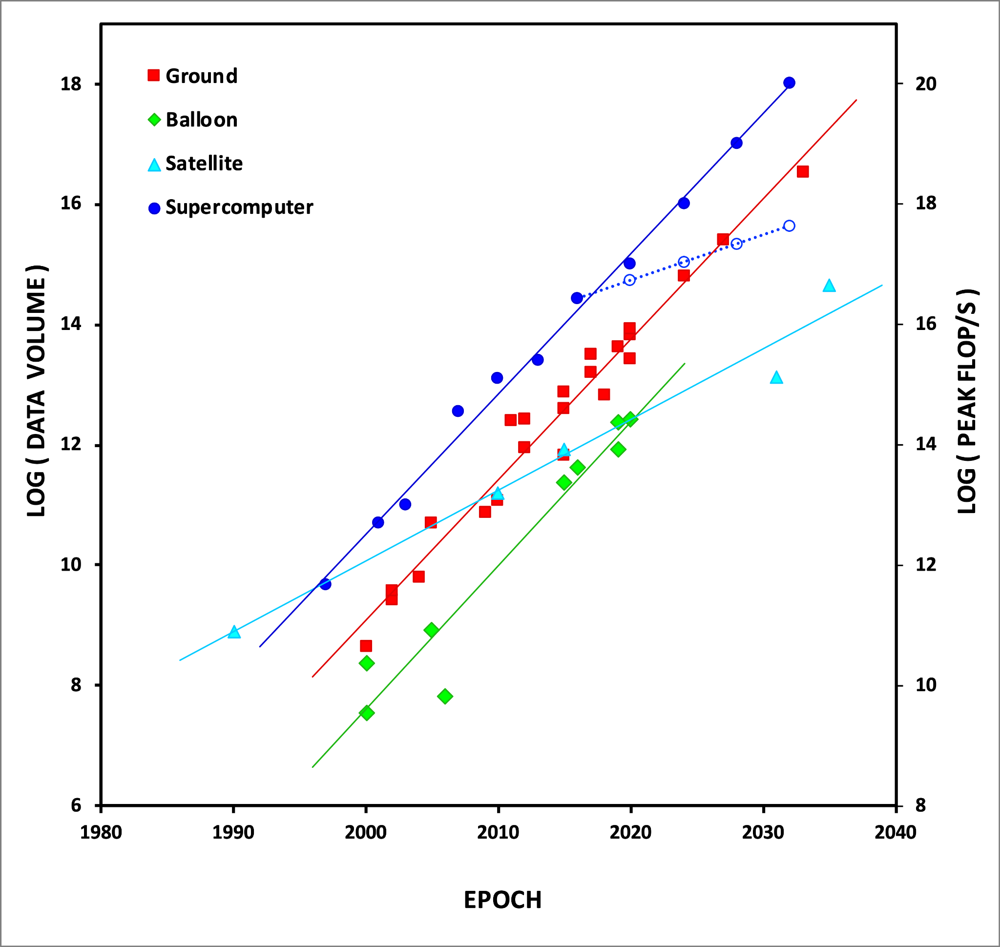 Ground
Balloon
Satellite
Supercomputer
LOG ( DATA VOLUME )
18
16
14
12
10
8
6
20
18
16
14
12
10
8
LOG ( PEAK FLOP/S )
1980 1990 2000 2010 2020 2030 2040
EPOCH